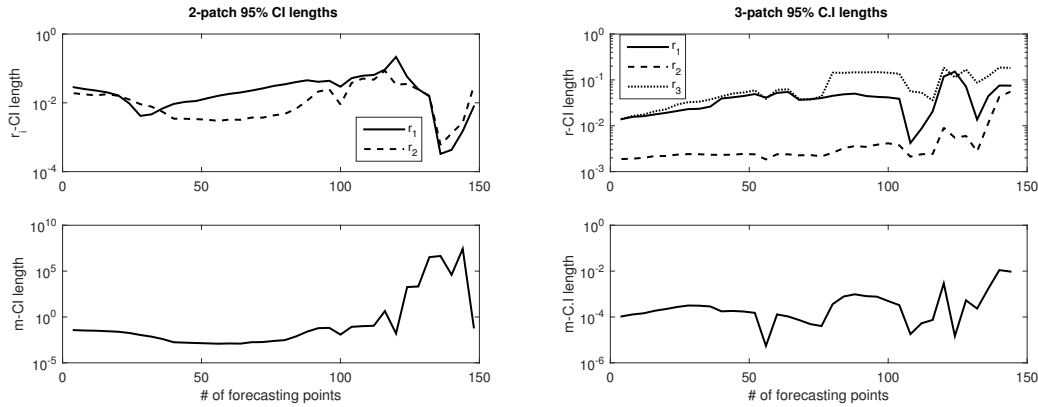 2-patch 95% CI lengths
10^0
10^-2
10^-4
r_i-CI length
r_1
r_2
0
50
100
150
10^10
10^5
10^0
10^-5
m-CI length
0
50
100
150
# of forecasting points
3-patch 95% C.I lengths
10^0
10^-1
10^-2
10^-3
r-CI length
r_1
r_2
r_3
0
50
100
150
10^0
10^-2
10^-4
10^-6
m-C.I length
0
50
100
150
# of forecasting points